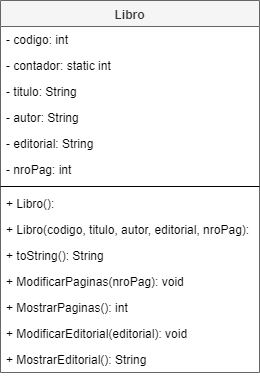 Libro
- codigo: int
- contador: static int
- titulo: String
- autor: String
- editorial: String
- nroPag: int
+ Libro():
+ Libro(codigo, titulo, autor, editorial, nroPag):
+ toString(): String
+ ModificarPaginas(nroPag): void
+ MostrarPaginas(): int
+ ModificarEditorial(editorial): void
+ MostrarEditorial(): String